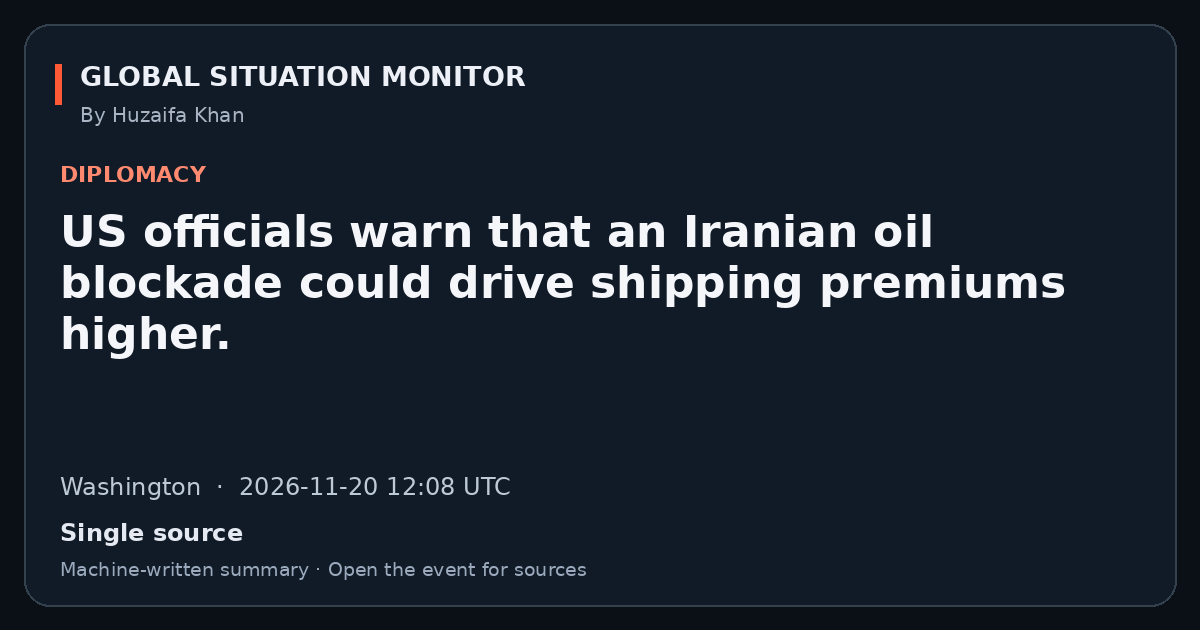 GLOBAL SITUATION MONITOR
By Huzaifa Khan
DIPLOMACY
US officials warn that an Iranian oil
blockade could drive shipping premiums
higher.
Washington · 2026-11-20 12:08 UTC
Single source
Machine-written summary · Open the event for sources